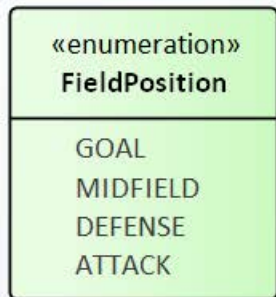 «enumeration»
FieldPosition
GOAL
MIDFIELD
DEFENSE
ATTACK